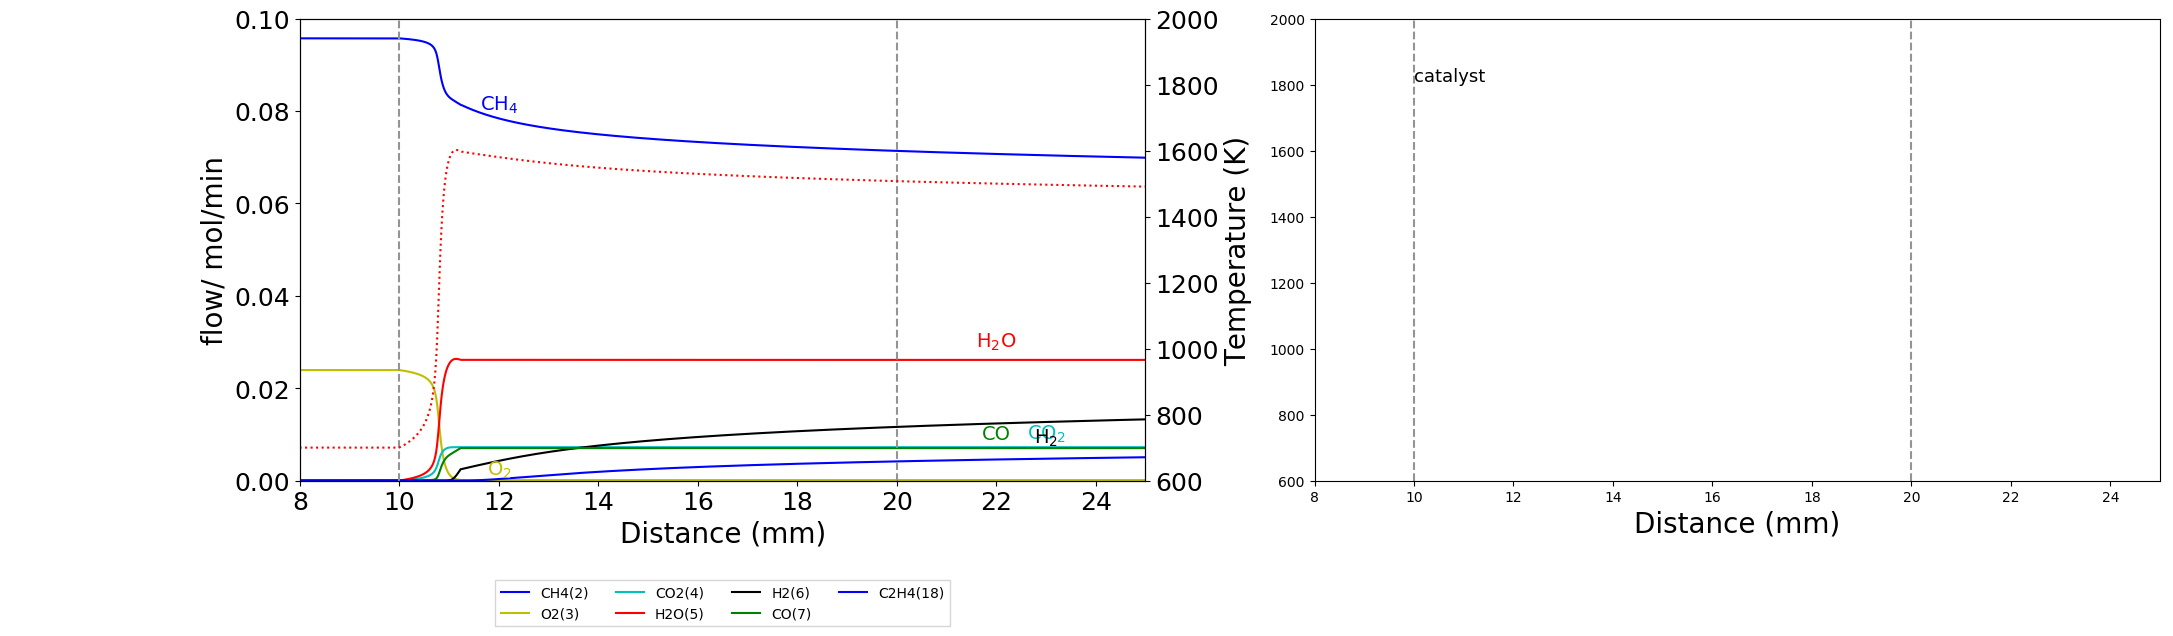 flow/ mol/min
0.10
0.08
0.06
0.04
0.02
0.00
CH₄
H₂O
CO
CO₂
H₂
O₂
8 10 12 14 16 18 20 22 24
Distance (mm)
2000
1800
1600
1400
1200
1000
800
600
Temperature (K)
CH4(2) CO2(4) H2(6) C2H4(18)
O2(3) H2O(5) CO(7)
2000
1800
1600
1400
1200
1000
800
600
catalyst
8 10 12 14 16 18 20 22 24
Distance (mm)